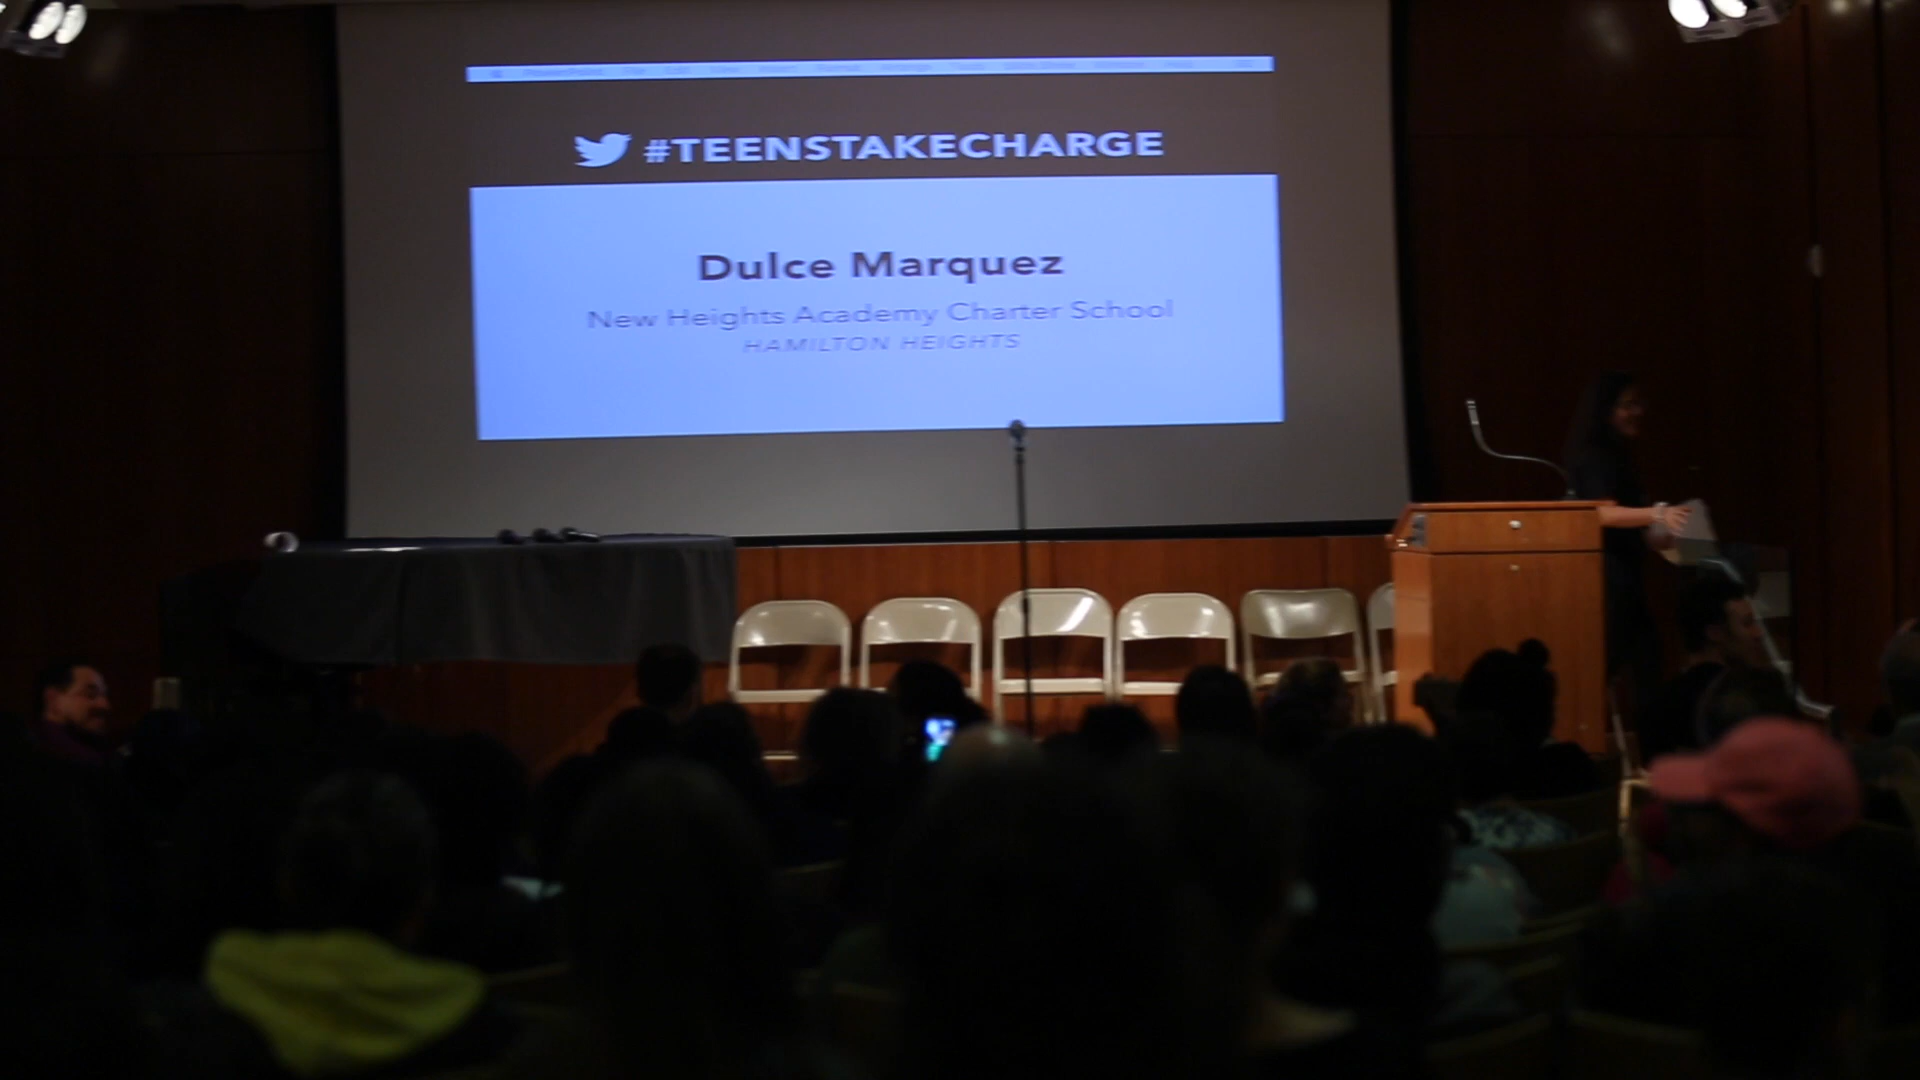 #TEENSTAKECHARGE
Dulce Marquez
New Heights Academy Charter School
HAMILTON HEIGHTS